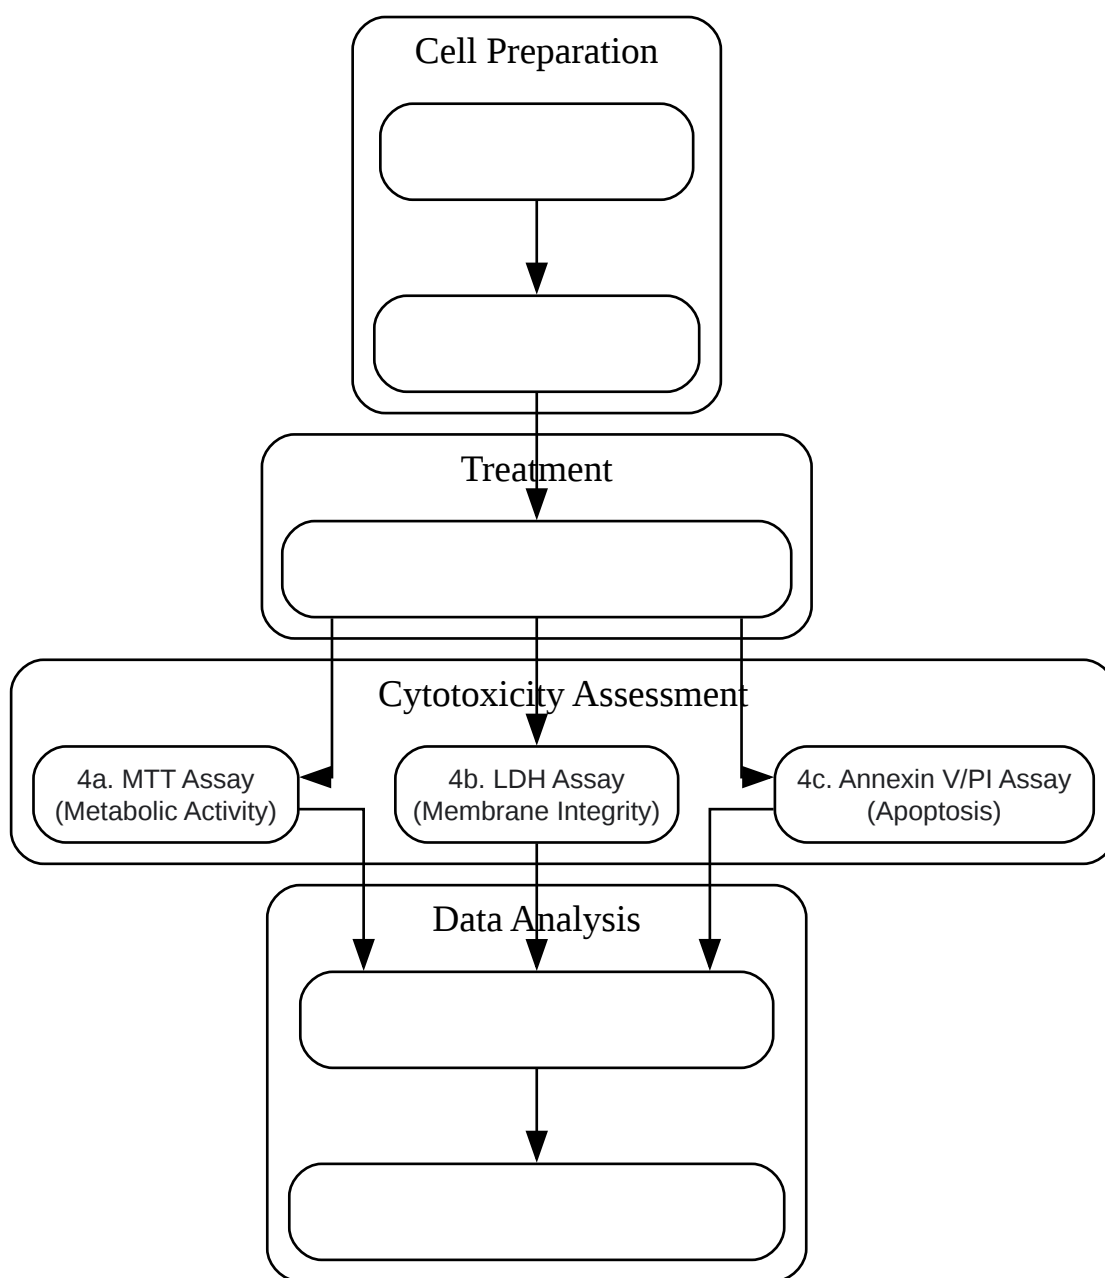 Cell Preparation
Treatment
Cytotoxicity Assessment
4a. MTT Assay
(Metabolic Activity)
4b. LDH Assay
(Membrane Integrity)
4c. Annexin V/PI Assay
(Apoptosis)
Data Analysis